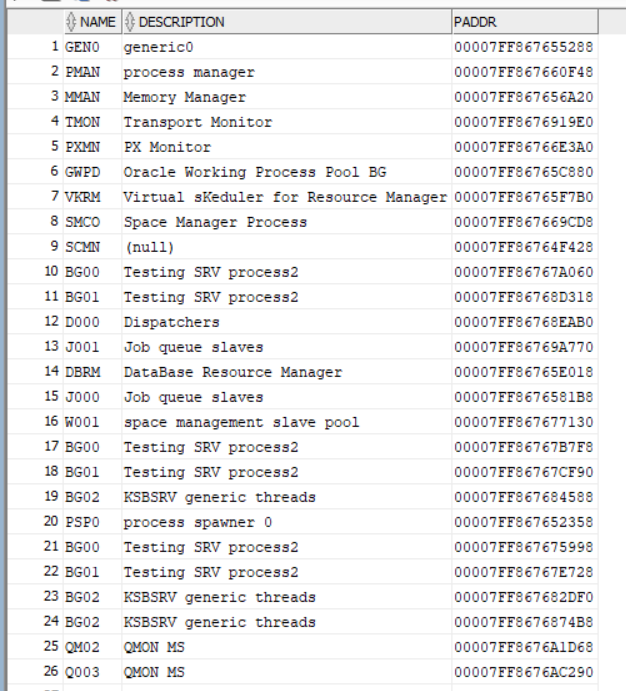 NAME DESCRIPTION PADDR
1 GEN0 generic0 00007FF867655288
2 PMAN process manager 00007FF867660F48
3 MMAN Memory Manager 00007FF867656A20
4 TMON Transport Monitor 00007FF8676919E0
5 PXMN PX Monitor 00007FF86766E3A0
6 GWPD Oracle Working Process Pool BG 00007FF86765C880
7 VKRM Virtual sKeduler for Resource Manager 00007FF86765F7B0
8 SMCO Space Manager Process 00007FF867669CD8
9 SCMN (null) 00007FF86764F428
10 BG00 Testing SRV process2 00007FF86767A060
11 BG01 Testing SRV process2 00007FF86768D318
12 D000 Dispatchers 00007FF86768EAB0
13 J001 Job queue slaves 00007FF86769A770
14 DBRM DataBase Resource Manager 00007FF86765E018
15 J000 Job queue slaves 00007FF8676581B8
16 W001 space management slave pool 00007FF867677130
17 BG00 Testing SRV process2 00007FF86767B7F8
18 BG01 Testing SRV process2 00007FF86767CF90
19 BG02 KSBSRV generic threads 00007FF867684588
20 PSP0 process spawner 0 00007FF867652358
21 BG00 Testing SRV process2 00007FF867675998
22 BG01 Testing SRV process2 00007FF86767E728
23 BG02 KSBSRV generic threads 00007FF867682DF0
24 BG02 KSBSRV generic threads 00007FF8676874B8
25 QM02 QMON MS 00007FF8676A1D68
26 Q003 QMON MS 00007FF8676AC290